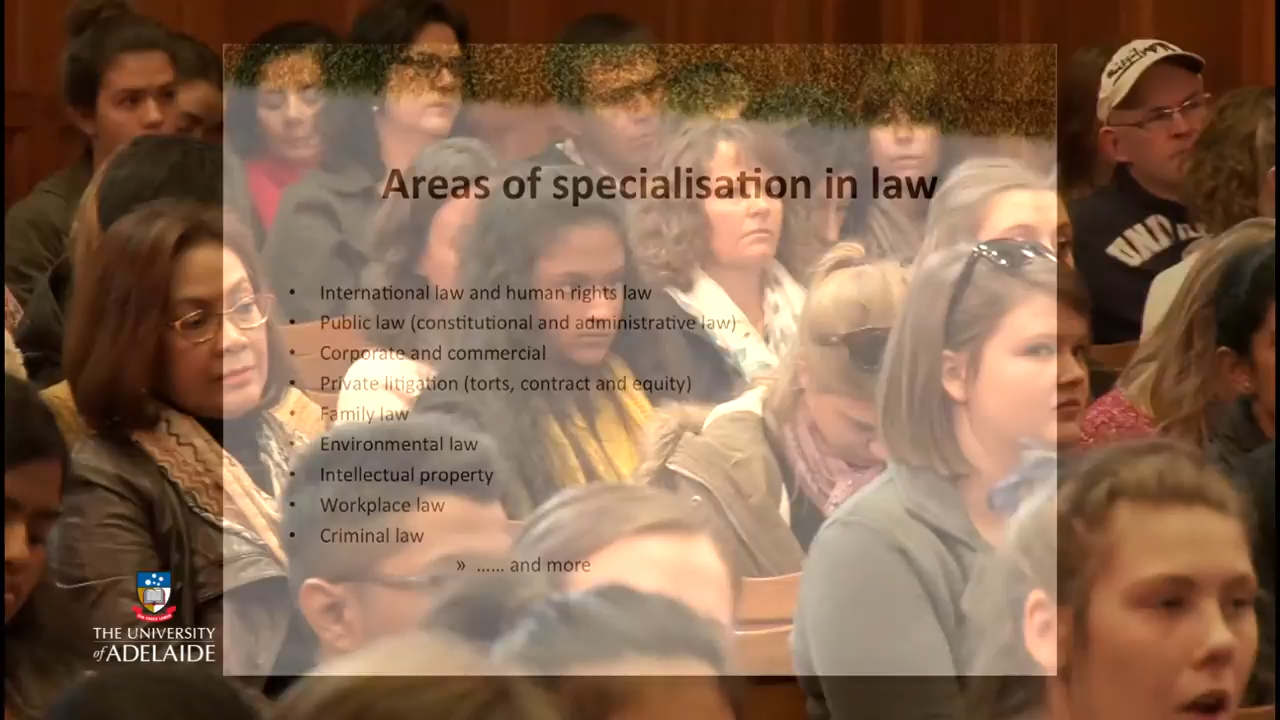 Areas of specialisation in law
• International law and human rights law
• Public law (constitutional and administrative law)
• Corporate and commercial
• Private litigation (torts, contract and equity)
• Family law
• Environmental law
• Intellectual property
• Workplace law
• Criminal law
» …… and more
THE UNIVERSITY
of ADELAIDE